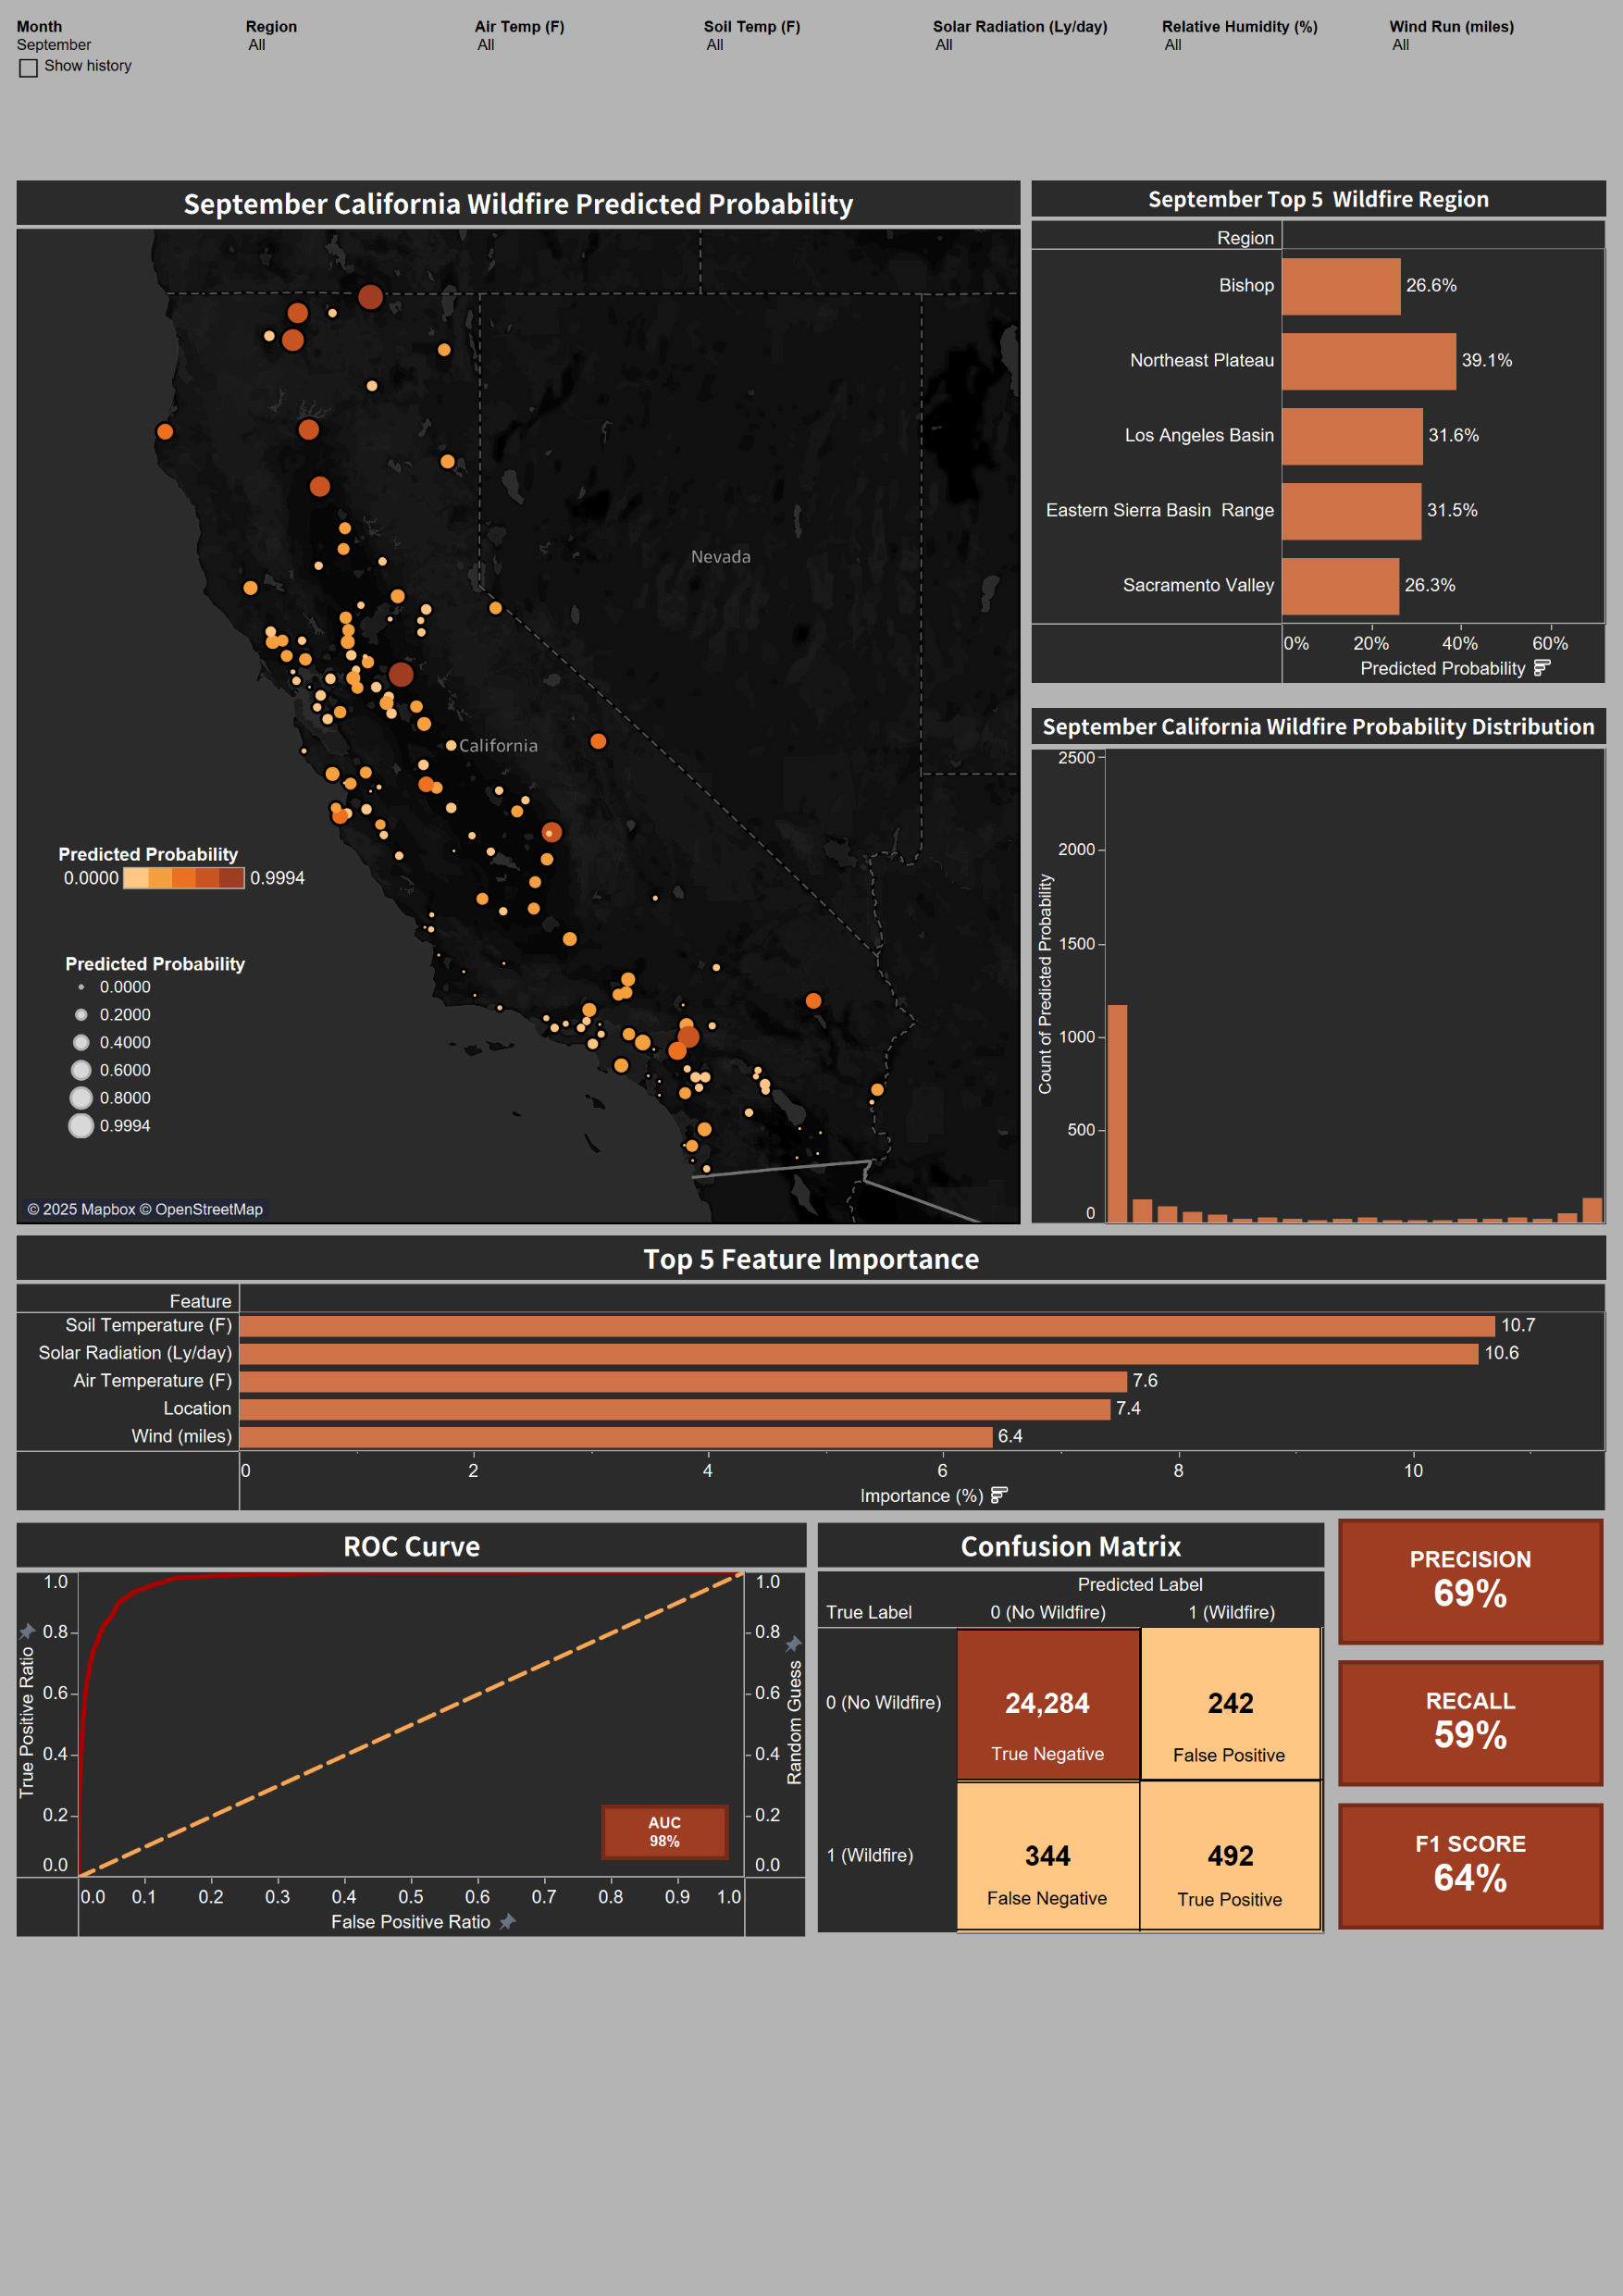 Month Region Air Temp (F) Soil Temp (F) Solar Radiation (Ly/day) Relative Humidity (%) Wind Run (miles)
September All All All All All All
Show history
September California Wildfire Predicted Probability
Nevada
California
Predicted Probability
0.0000 0.9994
Predicted Probability
0.0000
0.2000
0.4000
0.6000
0.8000
0.9994
© 2025 Mapbox © OpenStreetMap
September Top 5  Wildfire Region
Region
Bishop 26.6%
Northeast Plateau 39.1%
Los Angeles Basin 31.6%
Eastern Sierra Basin  Range 31.5%
Sacramento Valley 26.3%
0% 20% 40% 60%
Predicted Probability
September California Wildfire Probability Distribution
Count of Predicted Probability
2500
2000
1500
1000
500
0
Top 5 Feature Importance
Feature
Soil Temperature (F) 10.7
Solar Radiation (Ly/day) 10.6
Air Temperature (F) 7.6
Location 7.4
Wind (miles) 6.4
0 2 4 6 8 10
Importance (%)
ROC Curve
True Positive Ratio
1.0
0.8
0.6
0.4
0.2
0.0
Random Guess
1.0
0.8
0.6
0.4
0.2
0.0
AUC
98%
0.0 0.1 0.2 0.3 0.4 0.5 0.6 0.7 0.8 0.9 1.0
False Positive Ratio
Confusion Matrix
Predicted Label
True Label 0 (No Wildfire) 1 (Wildfire)
0 (No Wildfire) 24,284 242
True Negative False Positive
1 (Wildfire) 344 492
False Negative True Positive
PRECISION
69%
RECALL
59%
F1 SCORE
64%